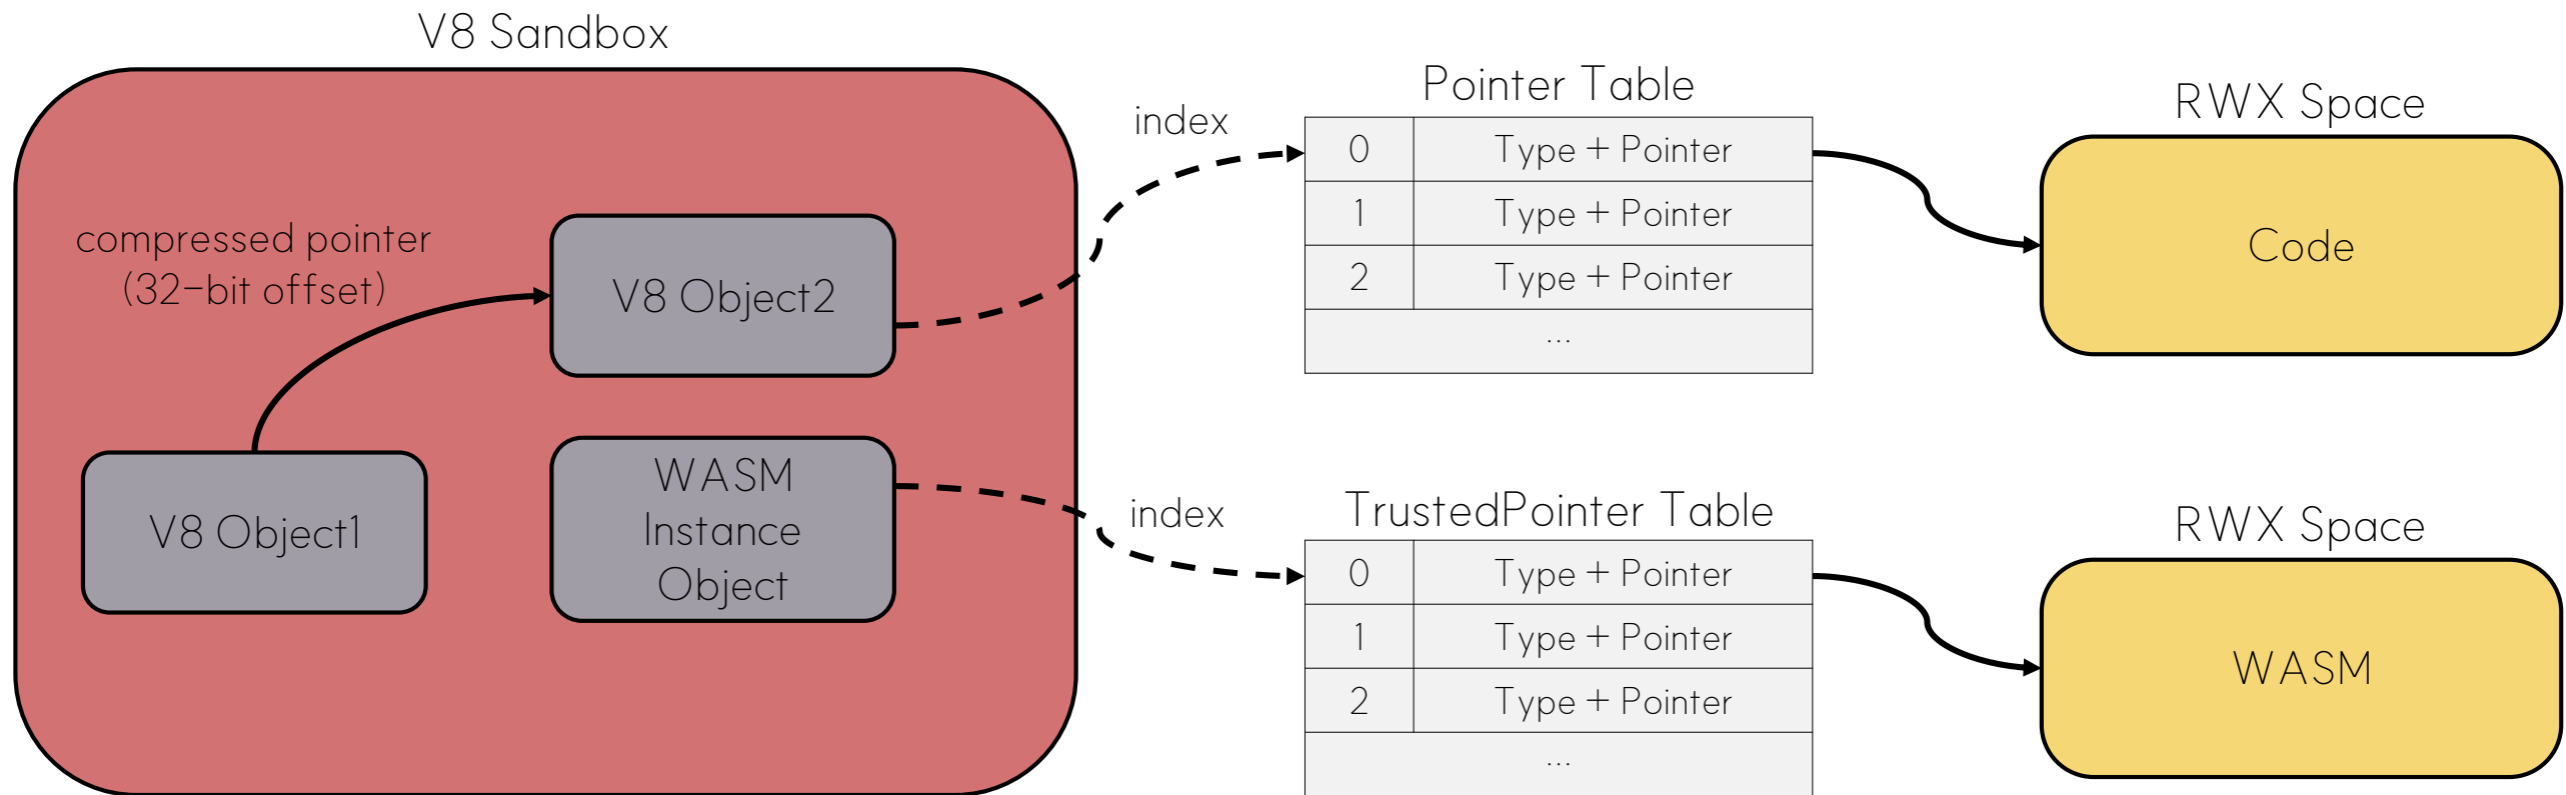 V8 Sandbox
compressed pointer
(32-bit offset)
V8 Object2
V8 Object1
WASM
Instance
Object
index
index
Pointer Table
0 Type + Pointer
1 Type + Pointer
2 Type + Pointer
...
TrustedPointer Table
0 Type + Pointer
1 Type + Pointer
2 Type + Pointer
...
RWX Space
Code
RWX Space
WASM